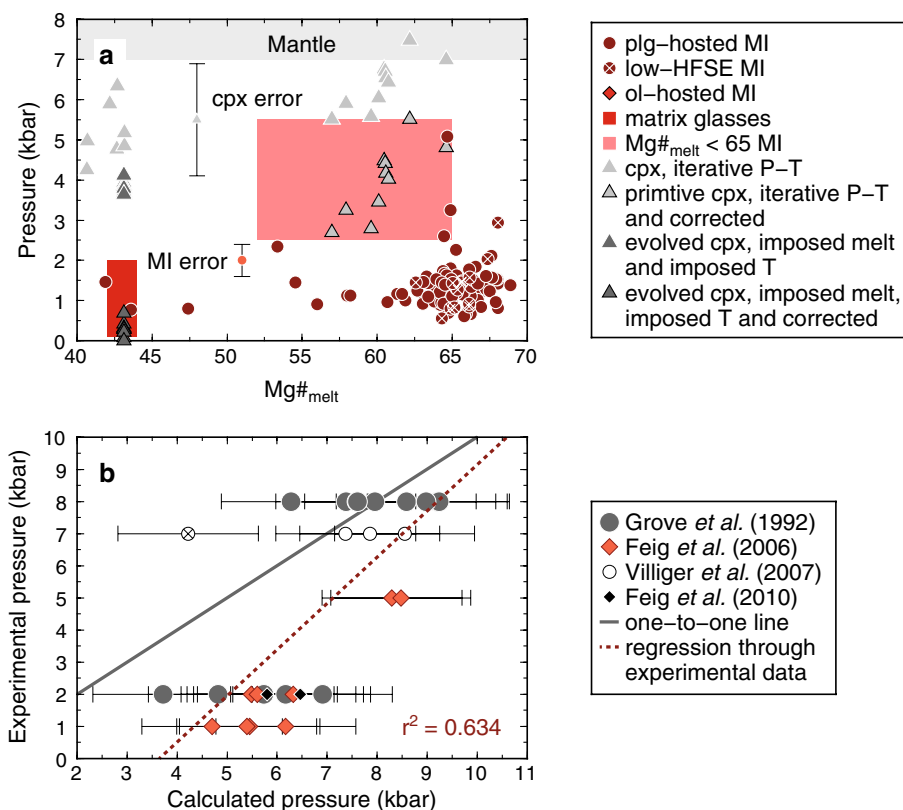 8
7
6
5
4
3
2
1
0
Pressure (kbar)
a
Mantle
cpx error
MI error
40 45 50 55 60 65 70
Mg#melt
plg−hosted MI
low−HFSE MI
ol−hosted MI
matrix glasses
Mg#melt < 65 MI
cpx, iterative P−T
primtive cpx, iterative P−T
and corrected
evolved cpx, imposed melt
and imposed T
evolved cpx, imposed melt,
imposed T and corrected
10
9
8
7
6
5
4
3
2
1
0
Experimental pressure (kbar)
b
r² = 0.634
2 3 4 5 6 7 8 9 10 11
Calculated pressure (kbar)
Grove et al. (1992)
Feig et al. (2006)
Villiger et al. (2007)
Feig et al. (2010)
one−to−one line
regression through
experimental data